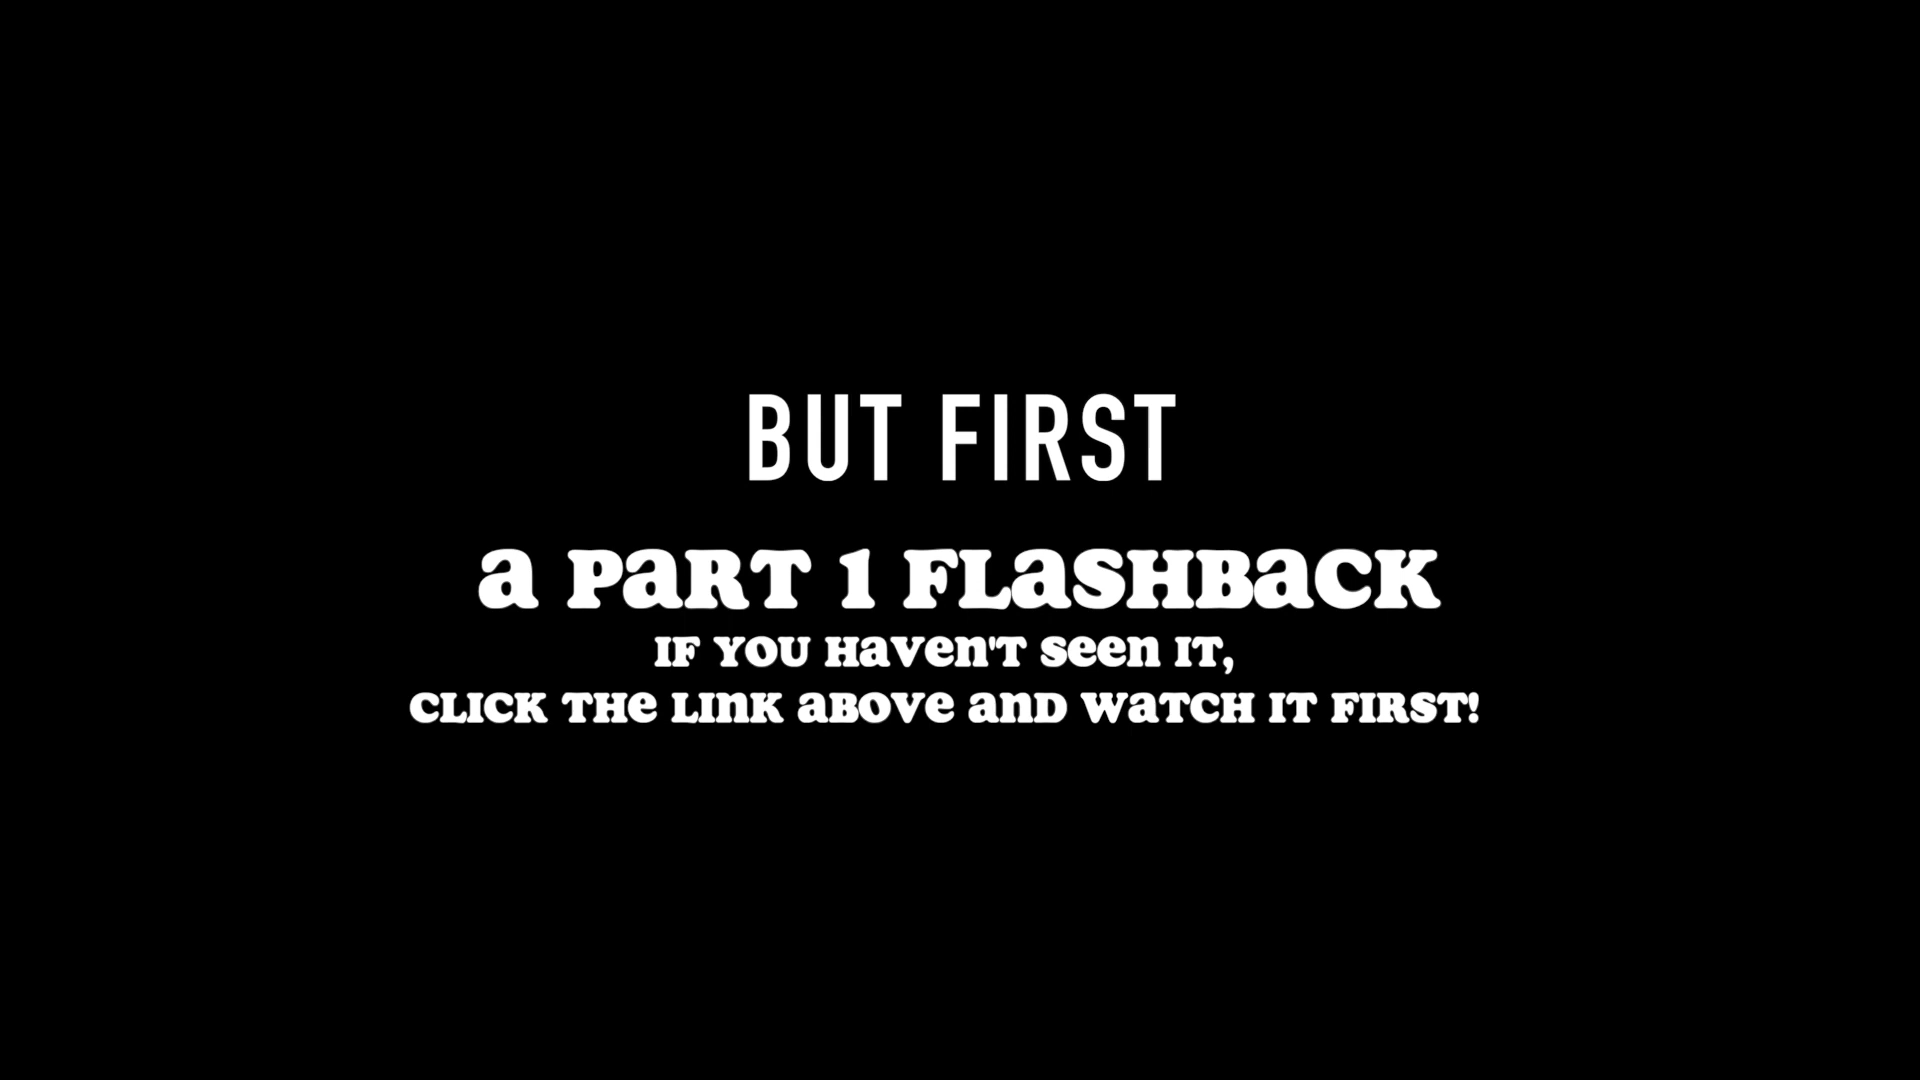 BUT FIRST
a PaRT 1 FLaSHBaCK
IF YOU Haven'T seen IT,
CLICK THe LInK aBOVe anD WaTCH IT FIRST!